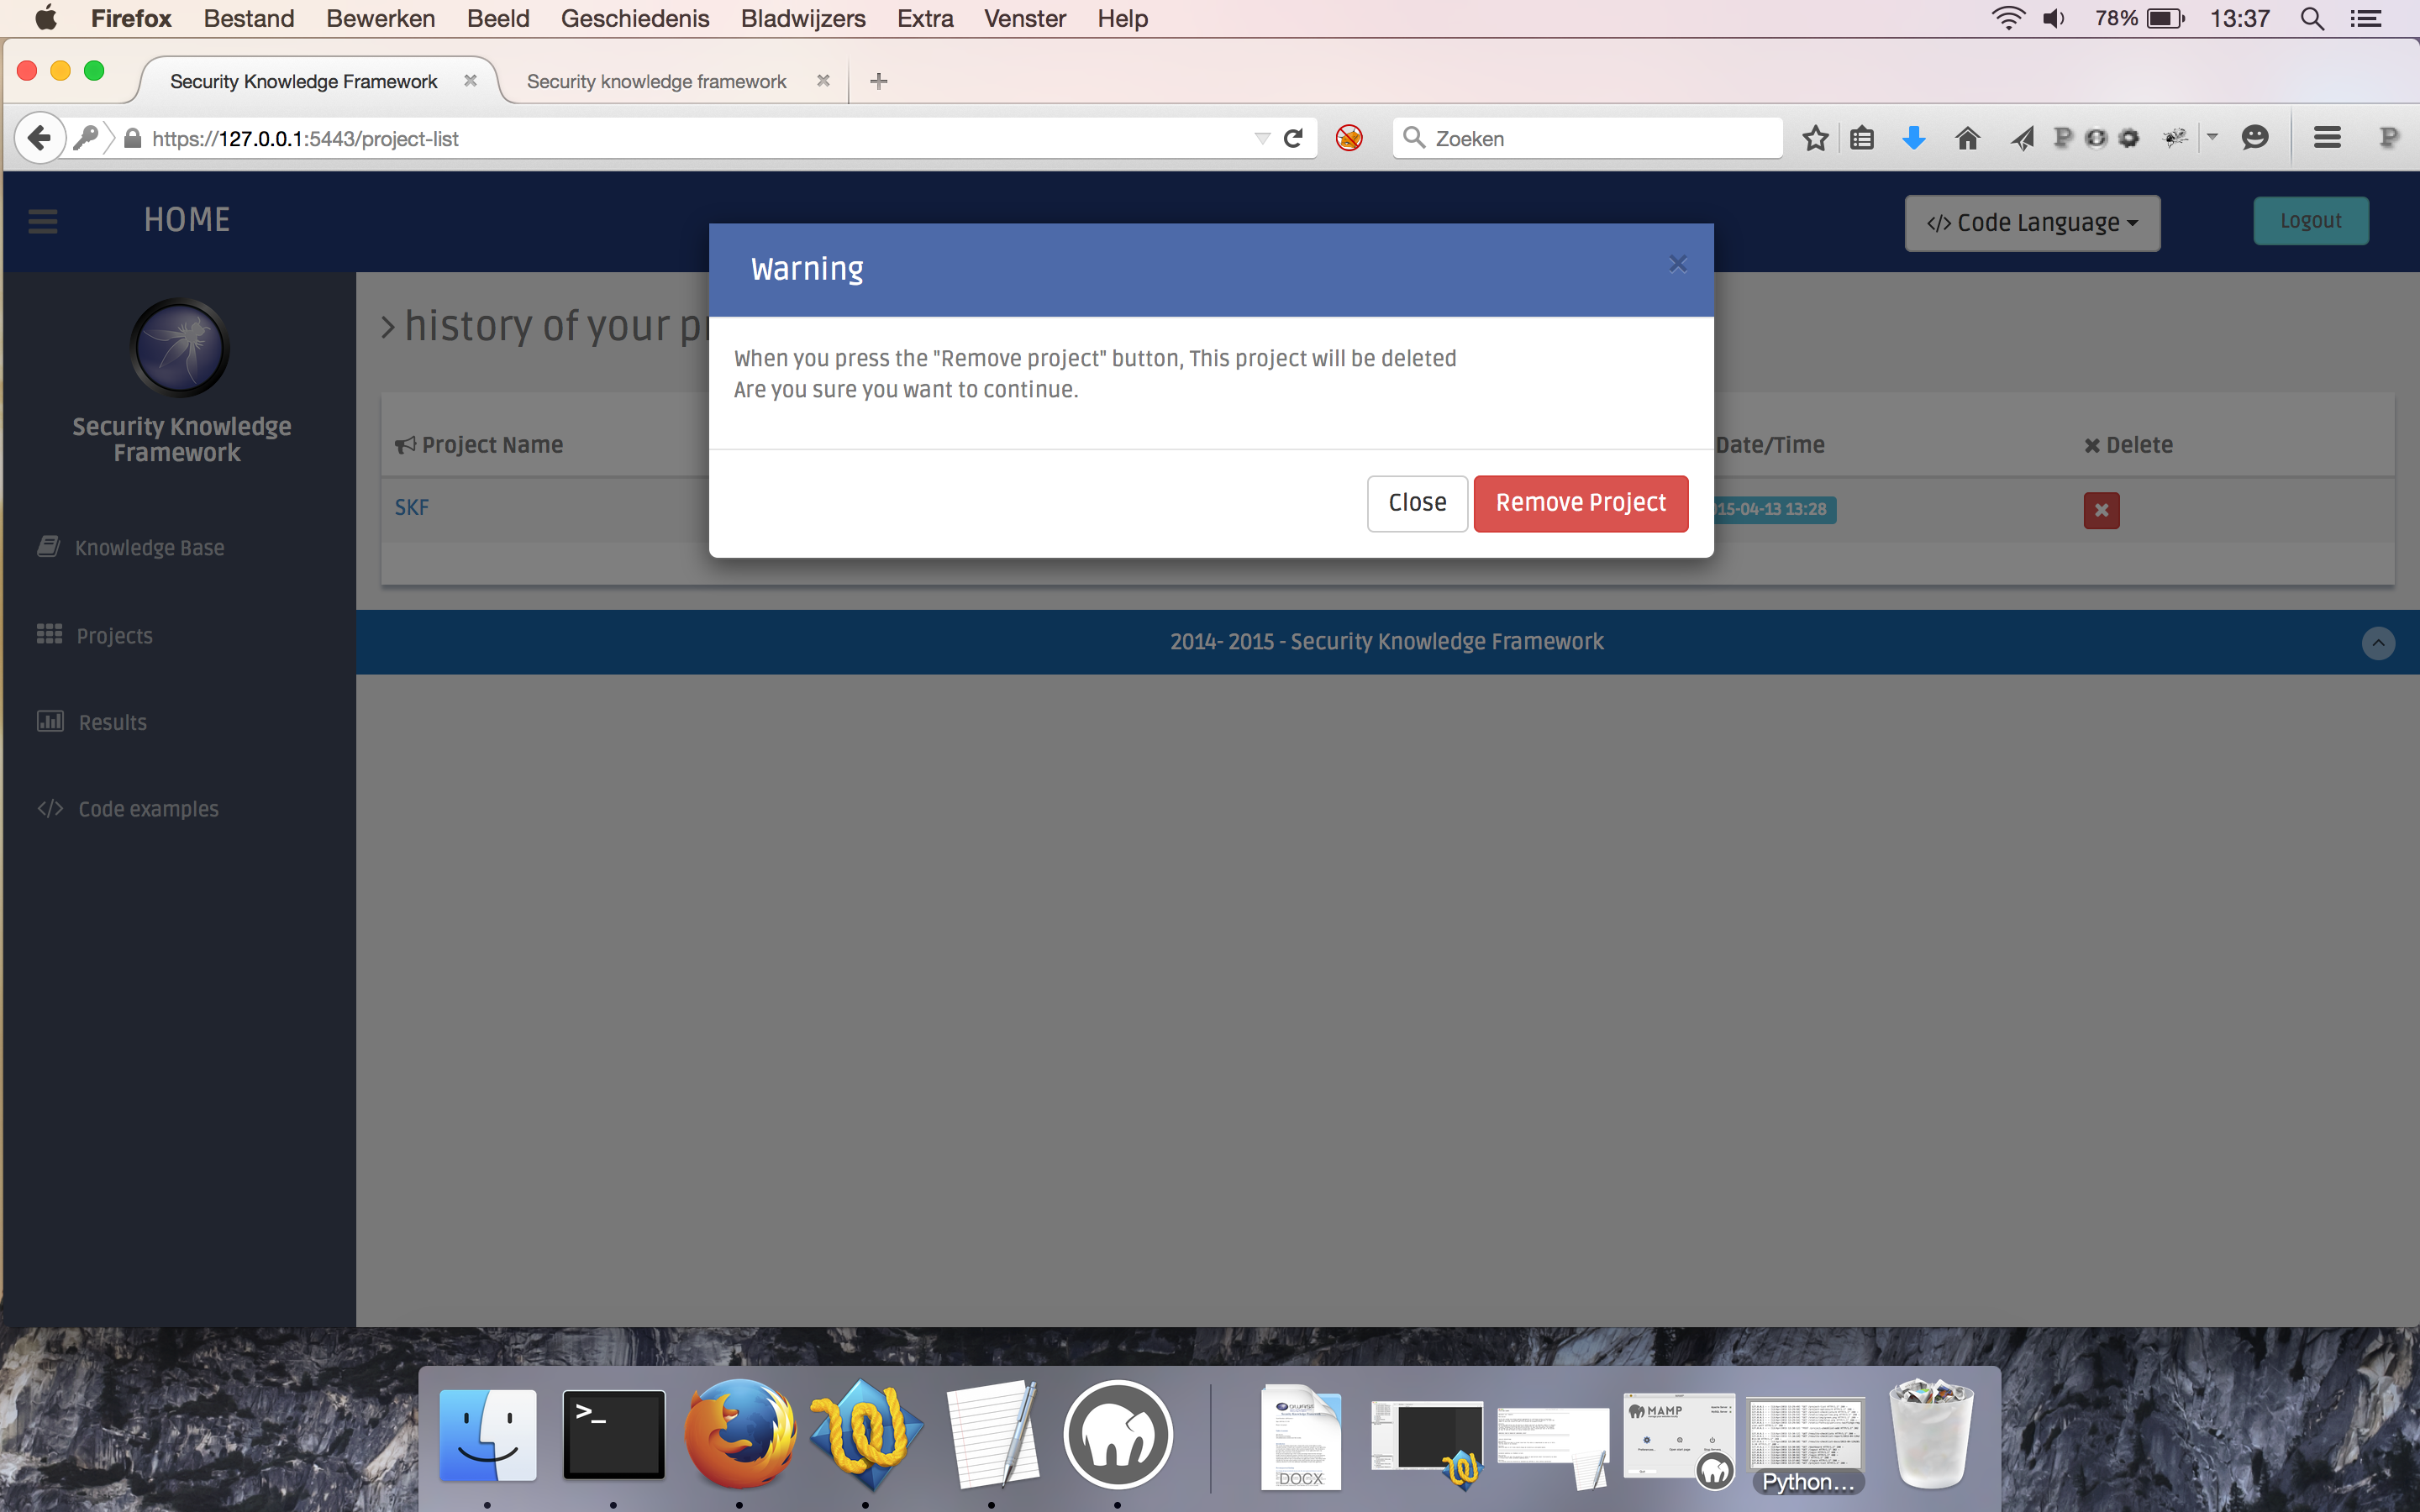 Firefox Bestand Bewerken Beeld Geschiedenis Bladwijzers Extra Venster Help 78% 13:37
Security Knowledge Framework Security knowledge framework
https://127.0.0.1:5443/project-list Zoeken
HOME </> Code Language Logout
Warning
> history of your
When you press the "Remove project" button, This project will be deleted
Are you sure you want to continue.
Security Knowledge
Framework
Project Name Date/Time Delete
SKF 15-04-13 13:28
Close Remove Project
Knowledge Base
Projects
2014- 2015 - Security Knowledge Framework
Results
</> Code examples
>_
DOCX
MAMP
Python...